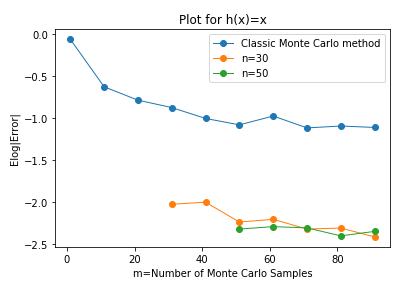 Plot for h(x)=x
Classic Monte Carlo method
n=30
n=50
Elog|Error|
0.0
−0.5
−1.0
−1.5
−2.0
−2.5
0 20 40 60 80
m=Number of Monte Carlo Samples